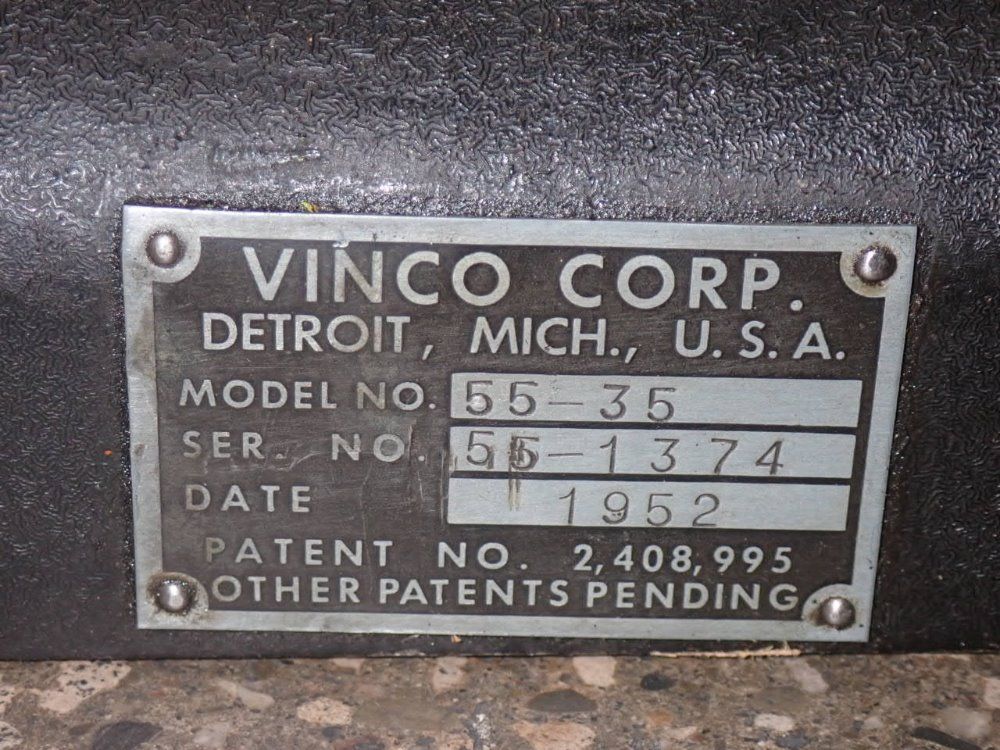 VINCO CORP.
DETROIT, MICH., U.S.A.
MODEL NO. 55-35
SER. NO. 55-1374
DATE 1952
PATENT NO. 2,408,995
OTHER PATENTS PENDING